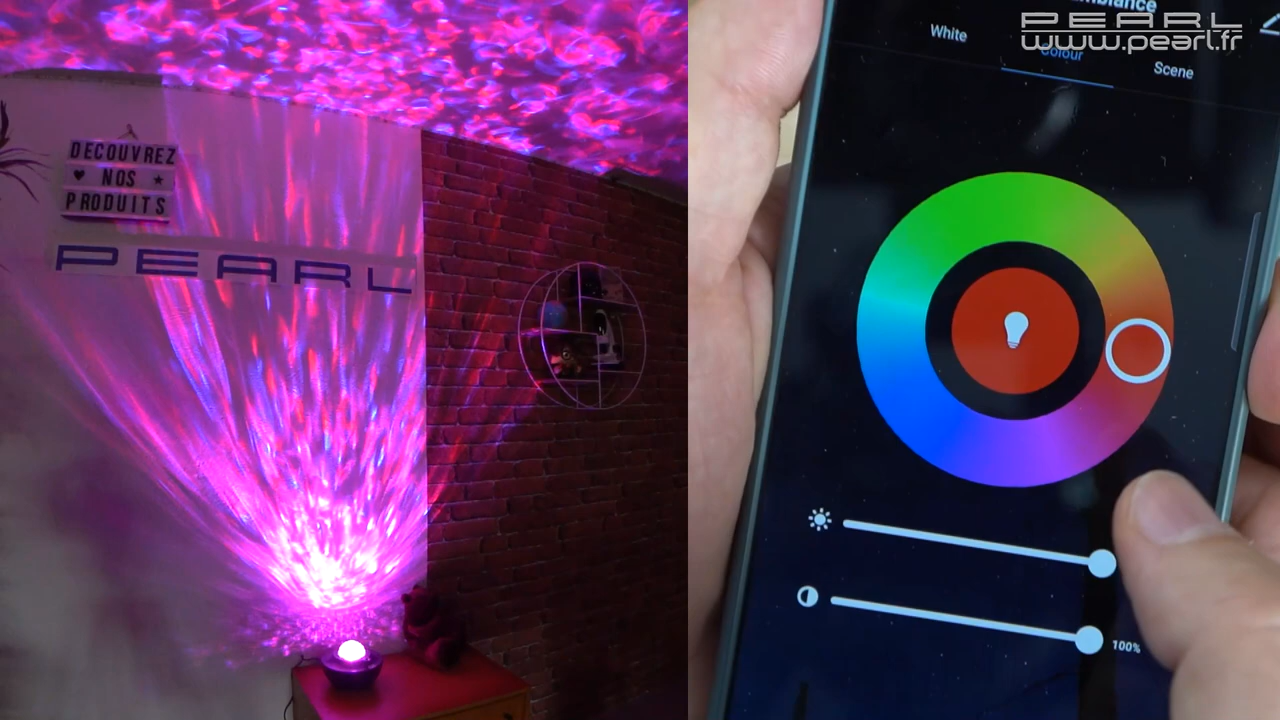 DECOUVREZ
♥ NOS ★
PRODUITS
PEARL
PEARL
www.pearl.fr
White
Colour
Scene
100%